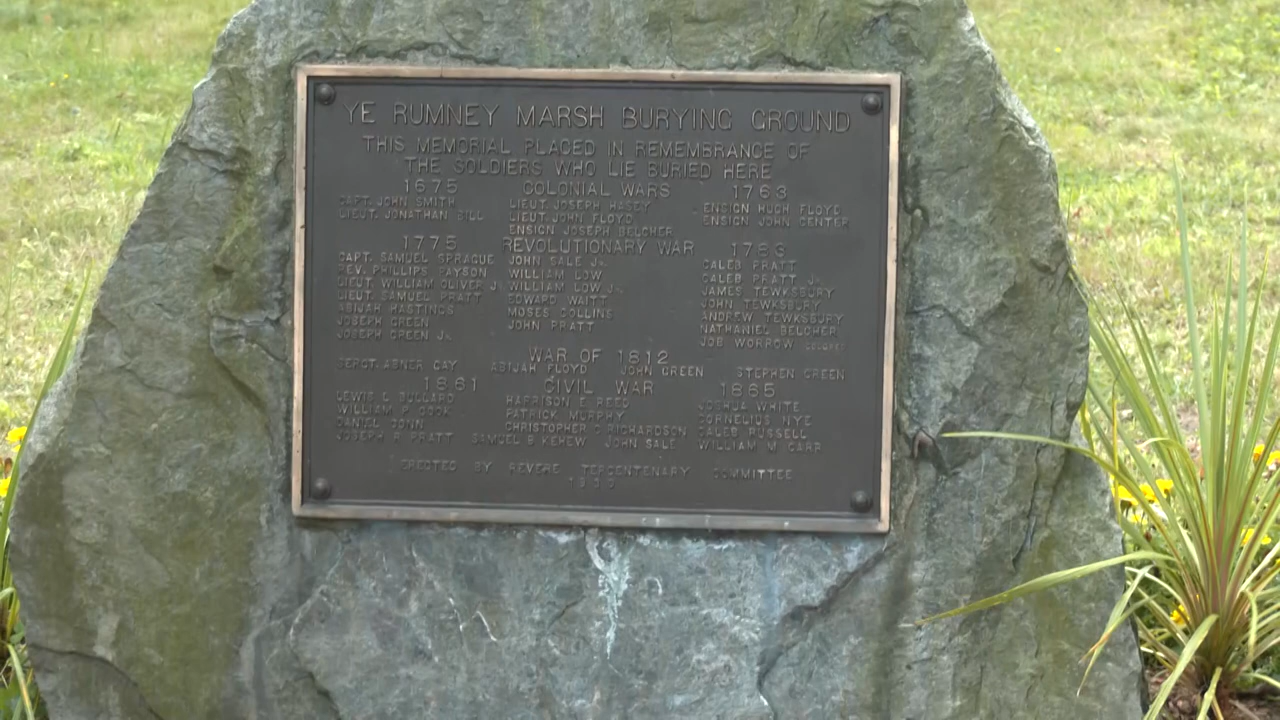 YE RUMNEY MARSH BURYING GROUND
THIS MEMORIAL PLACED IN REMEMBRANCE OF
THE SOLDIERS WHO LIE BURIED HERE
1675 COLONIAL WARS 1763
CAPT. JOHN SMITH LIEUT. JOSEPH HASEY ENSIGN HUGH FLOYD
LIEUT. JONATHAN BILL LIEUT. JOHN FLOYD ENSIGN JOHN CENTER
ENSIGN JOSEPH BELCHER
1775 REVOLUTIONARY WAR 1783
CAPT. SAMUEL SPRAGUE JOHN SALE JR. CALEB PRATT
REV. PHILLIPS PAYSON WILLIAM LOW CALEB PRATT JR.
LIEUT. WILLIAM OLIVER JR. WILLIAM LOW JR. JAMES TEWKSBURY
LIEUT. SAMUEL PRATT EDWARD WAITT JOHN TEWKSBURY
ABIJAH HASTINGS MOSES COLLINS ANDREW TEWKSBURY
JOSEPH GREEN JOHN PRATT NATHANIEL BELCHER
JOSEPH GREEN JR. JOB WORROW
WAR OF 1812
SERGT. ABNER GAY ABIJAH FLOYD JOHN GREEN STEPHEN GREEN
1861 CIVIL WAR 1865
LEWIS L BULLARD HARRISON E REED JOSHUA WHITE
WILLIAM P COOK PATRICK MURPHY CORNELIUS NYE
DANIEL CONN CHRISTOPHER C RICHARDSON CALEB RUSSELL
JOSEPH R PRATT SAMUEL B KEHEW JOHN SALE WILLIAM M CARR
ERECTED BY REVERE TERCENTENARY COMMITTEE